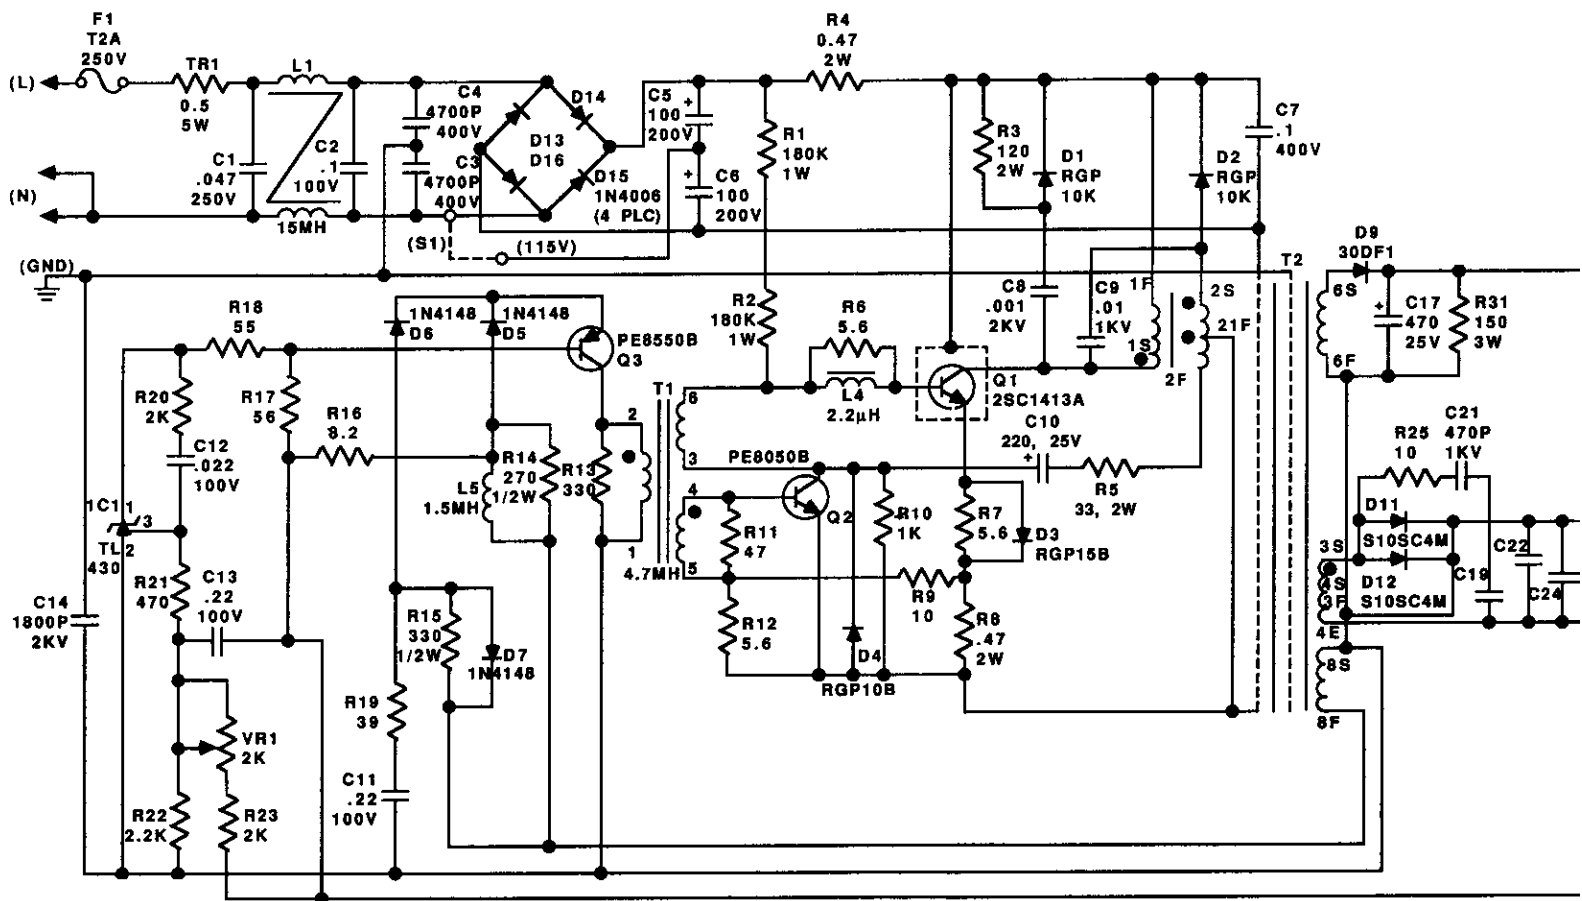 F1
T2A
250V
(L)
TR1
0.5
5W
L1
15MH
(N)
C1
.047
250V
C2
.1
100V
C4
4700P
400V
C3
4700P
400V
D14
D13
D16
D15
1N4006
(4 PLC)
(S1)
(115V)
C5
100
200V
C6
100
200V
R4
0.47
2W
R1
180K
1W
R3
120
2W
D1
RGP
10K
D2
RGP
10K
C7
.1
400V
(GND)
R18
55
1N4148
D6
1N4148
D5
PE8550B
Q3
R2
180K
1W
R6
5.6
L4
2.2μH
Q1
2SC1413A
C8
.001
2KV
C9
.01
1KV
1F
1S
2S
21F
2F
T2
D9
30DF1
6S
6F
C17
470
25V
R31
150
3W
R20
2K
R17
56
R16
8.2
C12
.022
100V
L5
1.5MH
R14
270
1/2W
R13
330
T1
2
1
4.7MH
6
3
4
5
PE8050B
Q2
C10
220, 25V
R5
33, 2W
R11
47
R10
1K
R7
5.6
D3
RGP15B
R9
10
R12
5.6
D4
RGP10B
R8
.47
2W
C21
470P
1KV
R25
10
D11
S10SC4M
D12
S10SC4M
3S
4S
3F
4E
8S
8F
C19
C22
C24
1C1
1
3
TL
2
430
R21
470
C13
.22
100V
C14
1800P
2KV
R15
330
1/2W
D7
1N4148
R19
39
C11
.22
100V
VR1
2K
R22
2.2K
R23
2K